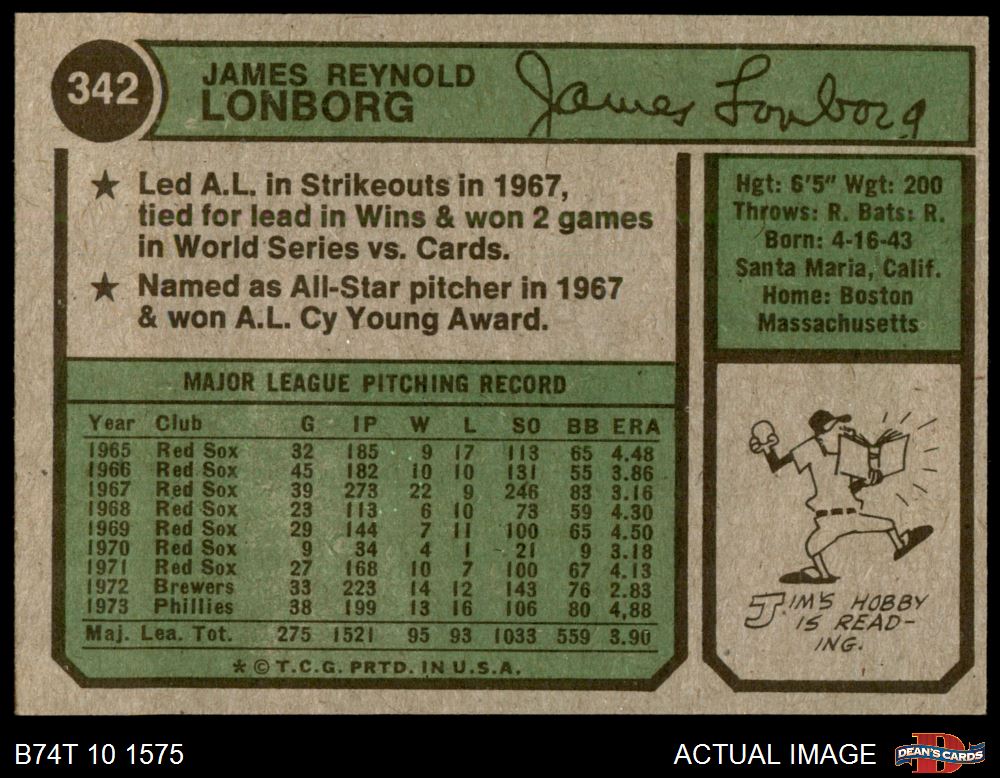 342
JAMES REYNOLD
LONBORG
James Lonborg
★ Led A.L. in Strikeouts in 1967,
tied for lead in Wins & won 2 games
in World Series vs. Cards.
★ Named as All-Star pitcher in 1967
& won A.L. Cy Young Award.
Hgt: 6'5" Wgt: 200
Throws: R. Bats: R.
Born: 4-16-43
Santa Maria, Calif.
Home: Boston
Massachusetts
MAJOR LEAGUE PITCHING RECORD
Year Club G IP W L SO BB ERA
1965 Red Sox 32 185 9 17 113 65 4.48
1966 Red Sox 45 182 10 10 131 55 3.86
1967 Red Sox 39 273 22 9 246 83 3.16
1968 Red Sox 23 113 6 10 73 59 4.30
1969 Red Sox 29 144 7 11 100 65 4.50
1970 Red Sox 9 34 4 1 21 9 3.18
1971 Red Sox 27 168 10 7 100 67 4.13
1972 Brewers 33 223 14 12 143 76 2.83
1973 Phillies 38 199 13 16 106 80 4,88
Maj. Lea. Tot. 275 1521 95 93 1033 559 3.90
* © T.C.G. PRTD. IN U.S.A.
JIM'S HOBBY
IS READ-
ING.
B74T 10 1575
ACTUAL IMAGE
DEAN'S CARDS